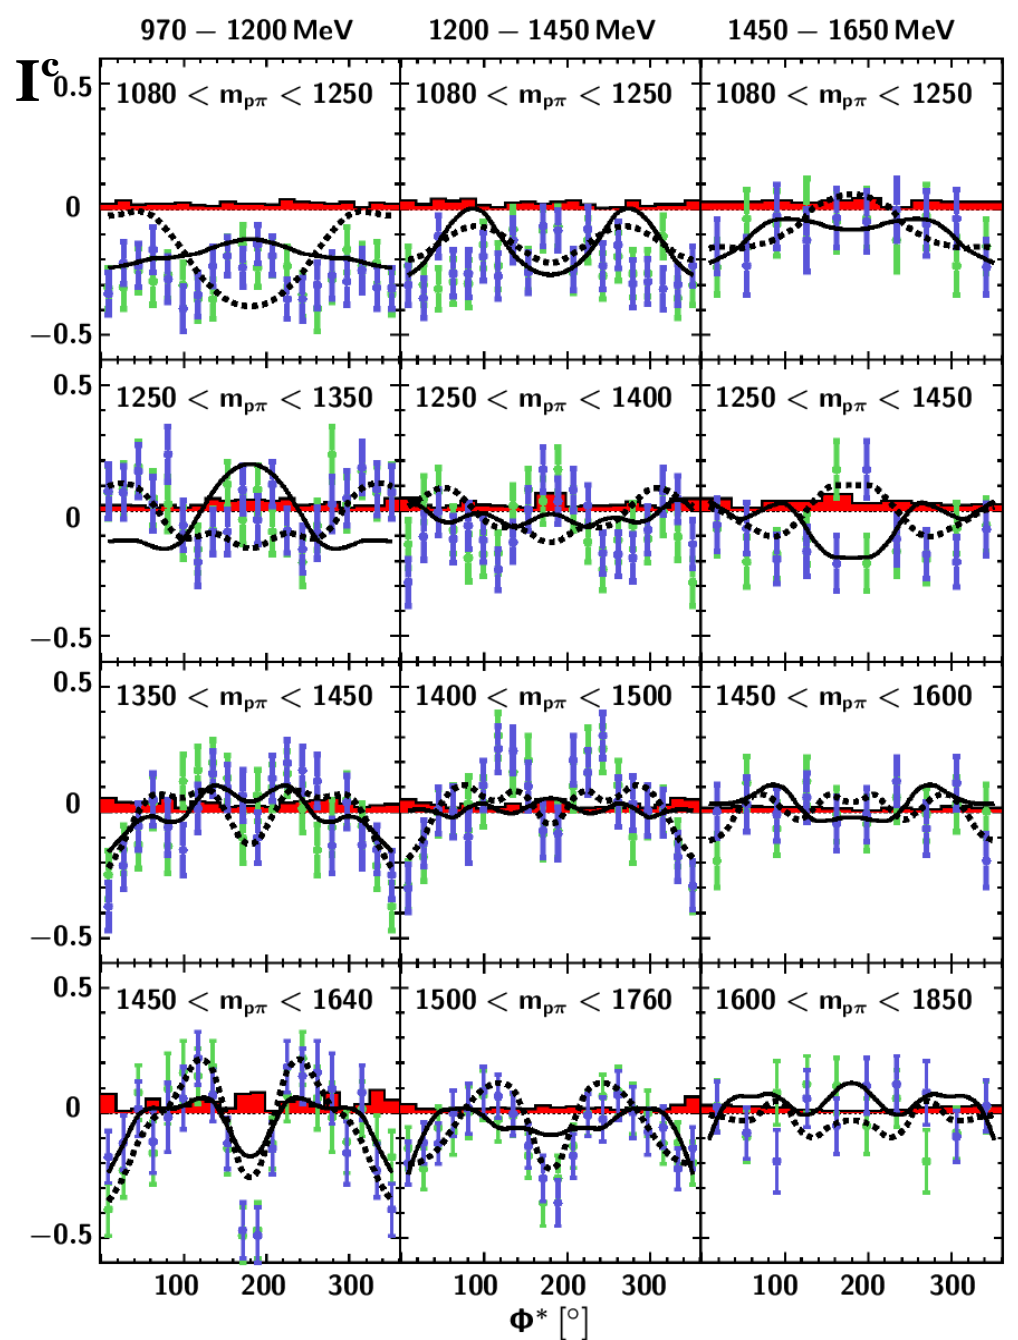 970 − 1200 MeV 1200 − 1450 MeV 1450 − 1650 MeV
I^c
0.5 1080 < m_pπ < 1250 1080 < m_pπ < 1250 1080 < m_pπ < 1250
0
−0.5
0.5
1250 < m_pπ < 1350 1250 < m_pπ < 1400 1250 < m_pπ < 1450
0
−0.5
0.5 1350 < m_pπ < 1450 1400 < m_pπ < 1500 1450 < m_pπ < 1600
0
−0.5
0.5 1450 < m_pπ < 1640 1500 < m_pπ < 1760 1600 < m_pπ < 1850
0
−0.5
100 200 300 100 200 300 100 200 300
Φ* [°]